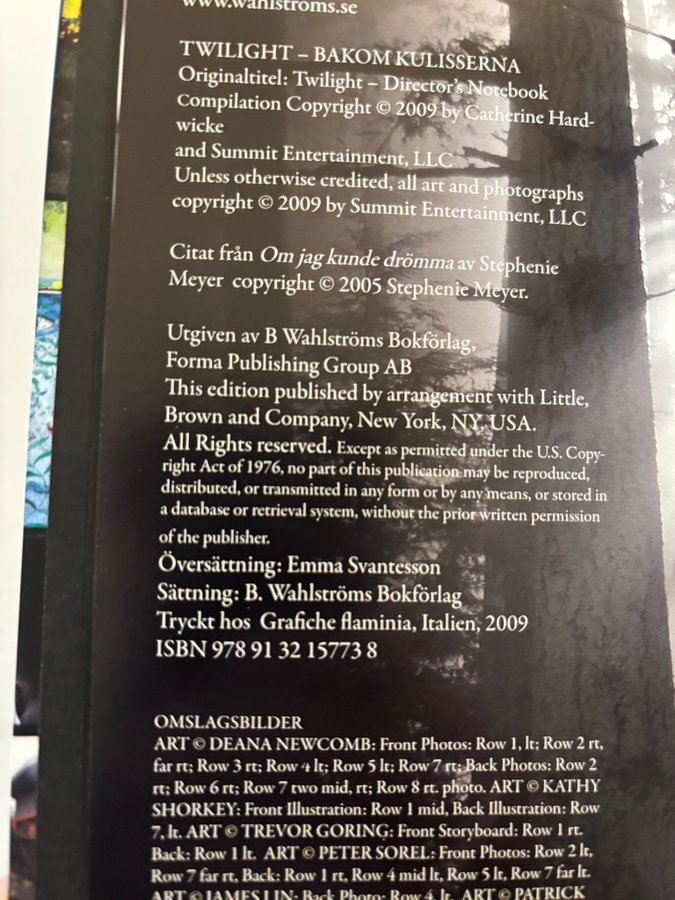 www.wahlstroms.se
TWILIGHT – BAKOM KULISSERNA
Originaltitel: Twilight – Director's Notebook
Compilation Copyright © 2009 by Catherine Hard-
wicke
and Summit Entertainment, LLC
Unless otherwise credited, all art and photographs
copyright © 2009 by Summit Entertainment, LLC
Citat från Om jag kunde drömma av Stephenie
Meyer copyright © 2005 Stephenie Meyer.
Utgiven av B Wahlströms Bokförlag,
Forma Publishing Group AB
This edition published by arrangement with Little,
Brown and Company, New York, NY, USA.
All Rights reserved. Except as permitted under the U.S. Copy-
right Act of 1976, no part of this publication may be reproduced,
distributed, or transmitted in any form or by any means, or stored in
a database or retrieval system, without the prior written permission
of the publisher.
Översättning: Emma Svantesson
Sättning: B. Wahlströms Bokförlag
Tryckt hos Grafiche flaminia, Italien, 2009
ISBN 978 91 32 15773 8
OMSLAGSBILDER
ART © DEANA NEWCOMB: Front Photos: Row 1, lt; Row 2 rt,
far rt; Row 3 rt; Row 4 lt; Row 5 lt; Row 7 rt; Back Photos: Row 2
rt; Row 6 rt; Row 7 two mid, rt; Row 8 rt. photo. ART © KATHY
SHORKEY: Front Illustration: Row 1 mid, Back Illustration: Row
7, lt. ART © TREVOR GORING: Front Storyboard: Row 1 rt.
Back: Row 1 lt. ART © PETER SOREL: Front Photos: Row 2 lt,
Row 7 far rt, Back: Row 1 rt, Row 4 mid lt, Row 5 lt, Row 7 far lt.
ART © JAMES LIN: Back Photo: Row 4, lt. ART © PATRICK